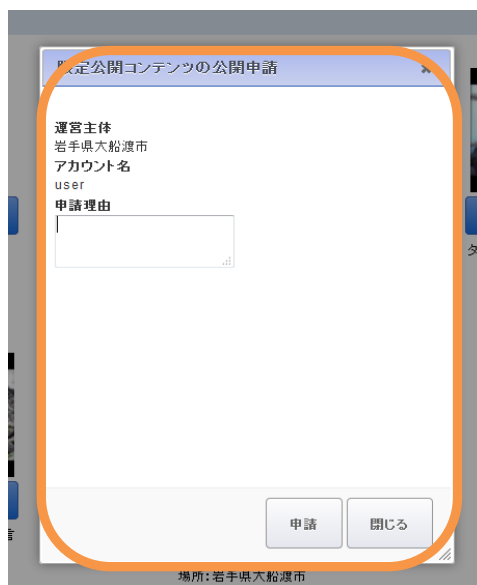 限定公開コンテンツの公開申請
運営主体
岩手県大船渡市
アカウント名
user
申請理由
申請
閉じる
タ
言
場所:岩手県大船渡市